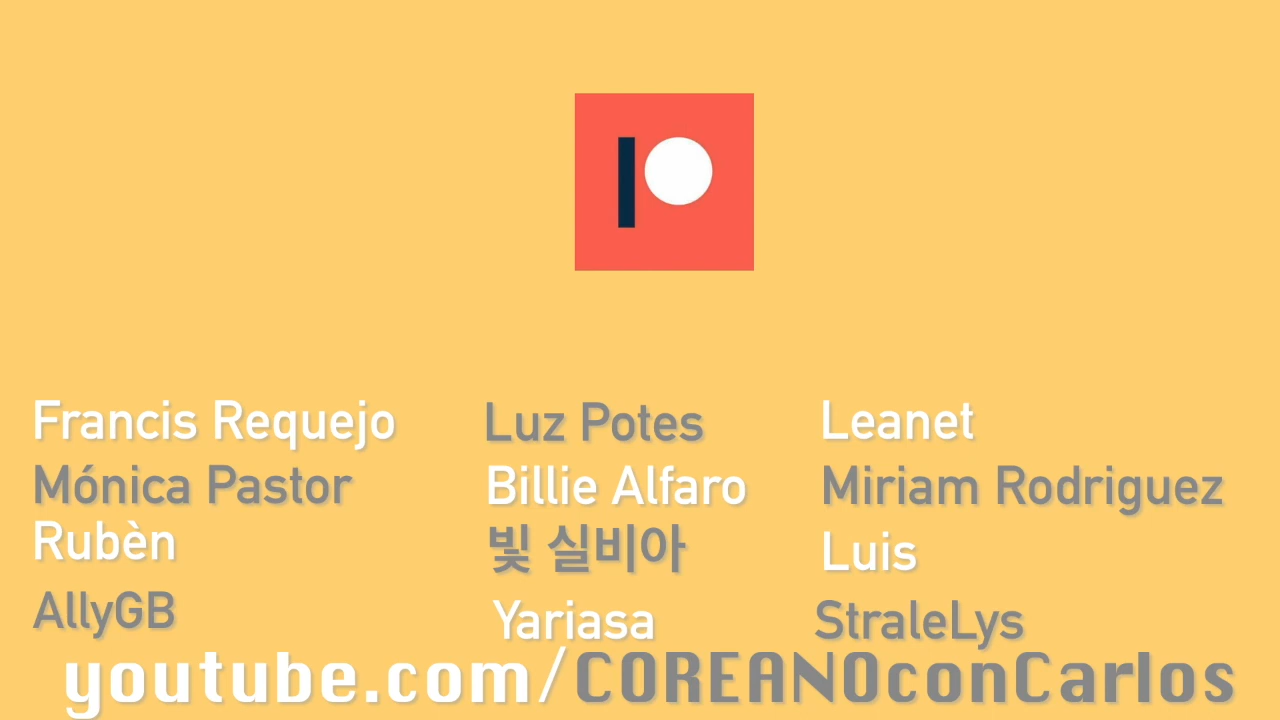 Francis Requejo
Luz Potes
Leanet
Mónica Pastor
Billie Alfaro
Miriam Rodriguez
Rubèn
빛 실비아
Luis
AllyGB
Yariasa
StraleLys
youtube.com/COREANOconCarlos